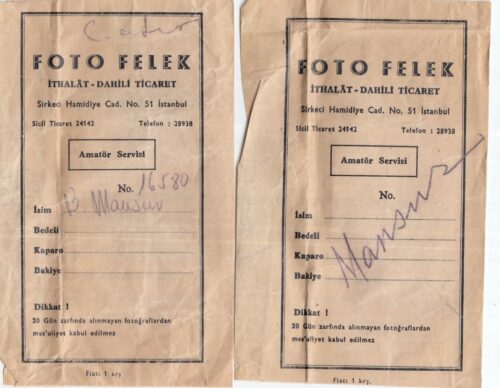 FOTO FELEK
İTHALÂT - DAHİLİ TİCARET
Sirkeci Hamidiye Cad. No. 51 İstanbul
Sicil Ticaret 24142 Telefon : 28938
Amatör Servisi
No. 16580
İsim B. Mansur
Bedeli
Kaparo
Bakiye
Dikkat !
20 Gün zarfında alınmayan fotoğraflardan
mes'uliyet kabul edilmez
Fiatı 1 krş.
FOTO FELEK
İTHALÂT - DAHİLİ TİCARET
Sirkeci Hamidiye Cad. No. 51 İstanbul
Sicil Ticaret 24142 Telefon : 28938
Amatör Servisi
No.
İsim
Bedeli
Kaparo
Bakiye
Mansur
Dikkat !
20 Gün zarfında alınmayan fotoğraflardan
mes'uliyet kabul edilmez
Fiatı 1 krş.